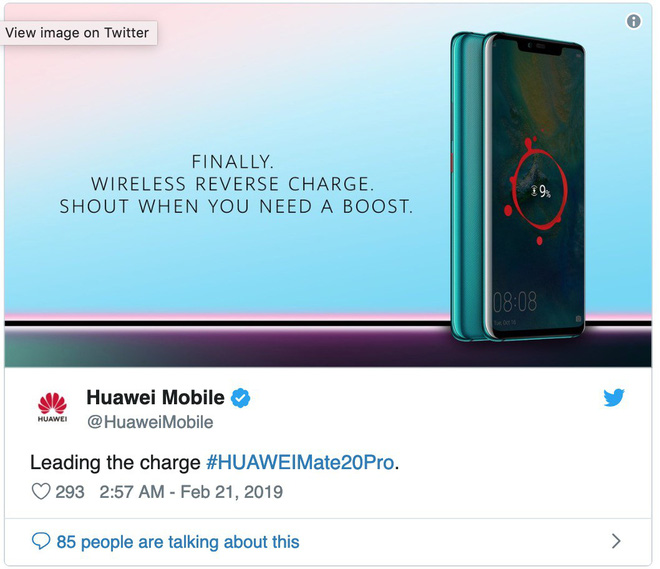 View image on Twitter
FINALLY.
WIRELESS REVERSE CHARGE.
SHOUT WHEN YOU NEED A BOOST.
9%
08:08
HUAWEI
Huawei Mobile
@HuaweiMobile
Leading the charge #HUAWEIMate20Pro.
293 2:57 AM - Feb 21, 2019
85 people are talking about this